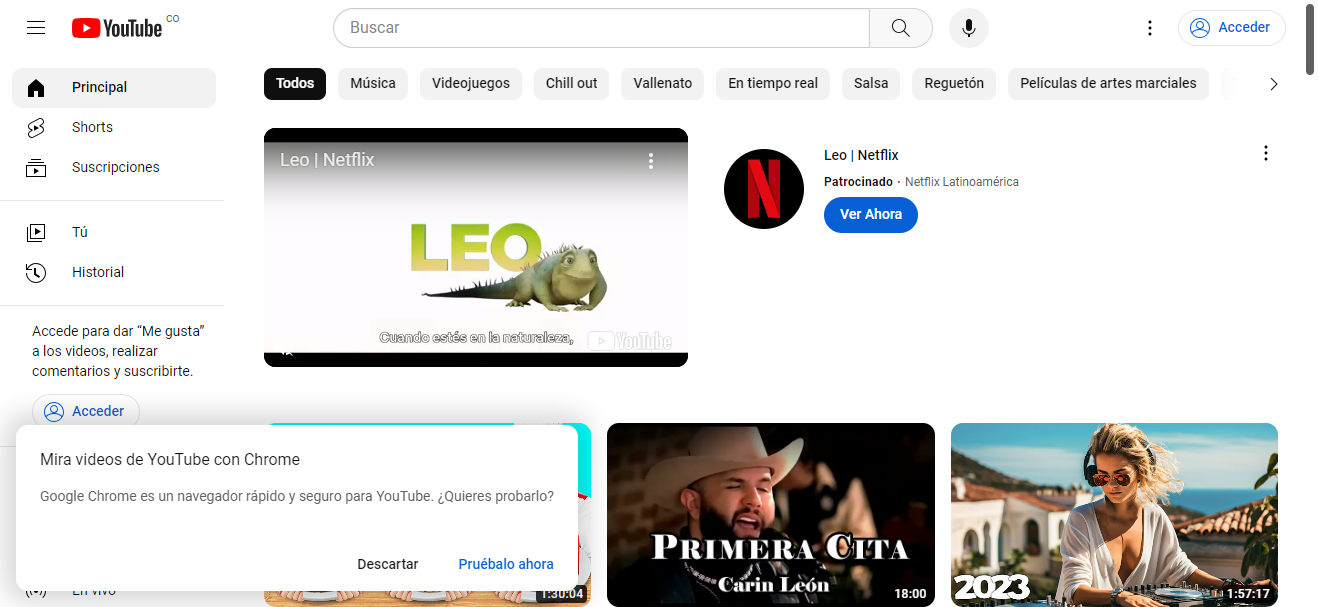 YouTube CO
Buscar
Acceder
Principal
Shorts
Suscripciones
Tú
Historial
Accede para dar “Me gusta”
a los videos, realizar
comentarios y suscribirte.
Acceder
Todos
Música
Videojuegos
Chill out
Vallenato
En tiempo real
Salsa
Reguetón
Películas de artes marciales
Leo | Netflix
LEO
Cuando estés en la naturaleza,
YouTube
Leo | Netflix
Patrocinado · Netflix Latinoamérica
Ver Ahora
Mira videos de YouTube con Chrome
Google Chrome es un navegador rápido y seguro para YouTube. ¿Quieres probarlo?
Descartar
Pruébalo ahora
En vivo
1:30:04
PRIMERA CITA
Carin León
18:00
2023
1:57:17